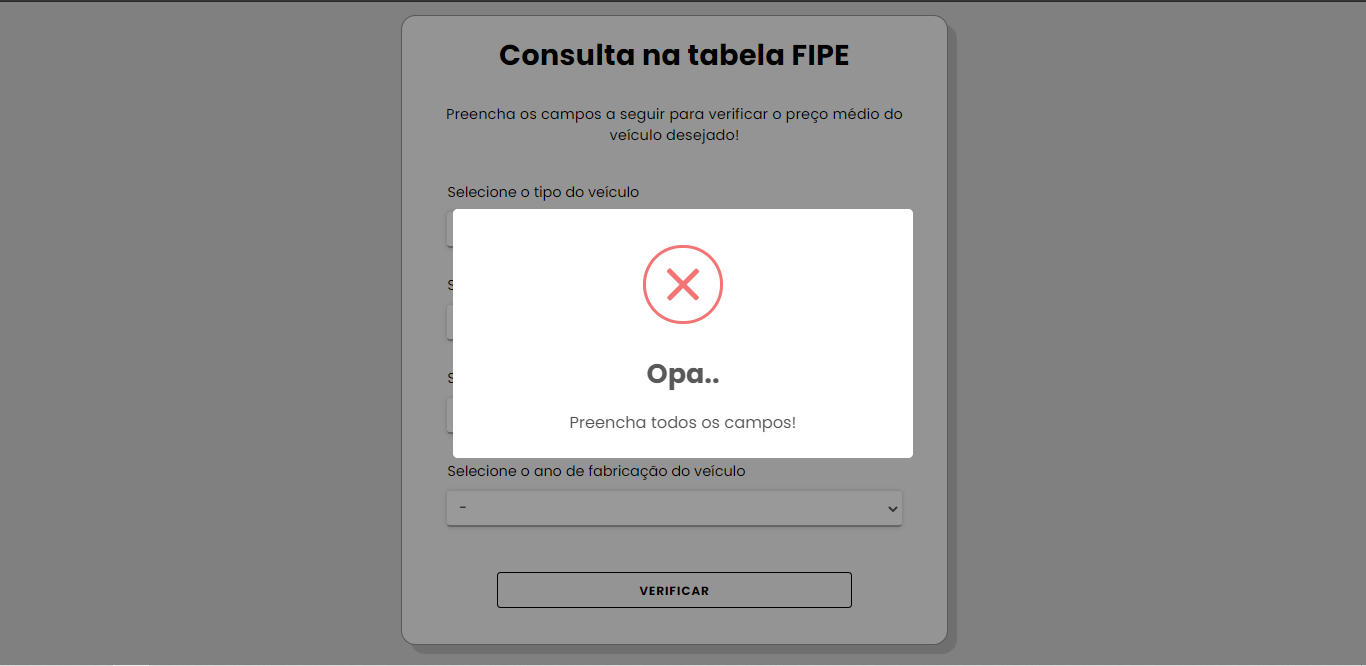 Consulta na tabela FIPE
Preencha os campos a seguir para verificar o preço médio do
veículo desejado!
Selecione o tipo do veículo
Opa..
Preencha todos os campos!
Selecione o ano de fabricação do veículo
-
VERIFICAR